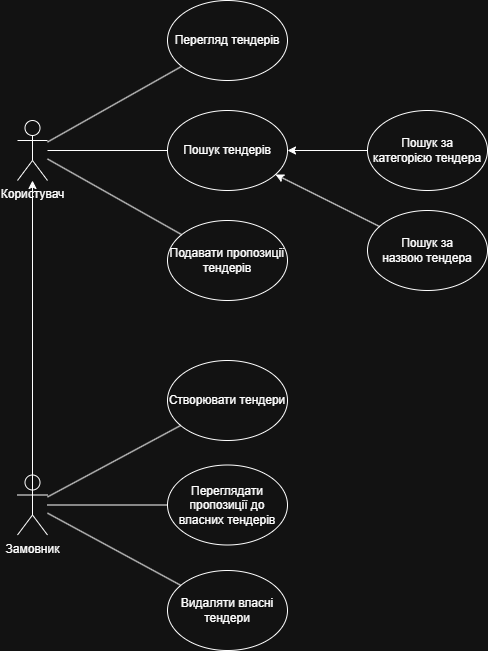 Перегляд тендерів
Користувач
Пошук тендерів
Пошук за
категорією тендера
Пошук за
назвою тендера
Подавати пропозиції
тендерів
Створювати тендери
Замовник
Переглядати
пропозиції до
власних тендерів
Видаляти власні
тендери